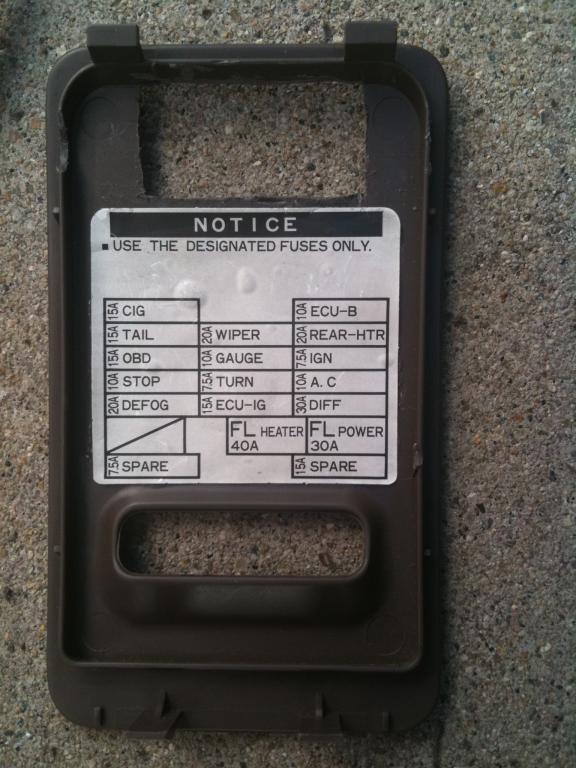 NOTICE
▪ USE THE DESIGNATED FUSES ONLY.
15A CIG 10A ECU-B
15A TAIL 20A WIPER 20A REAR-HTR
15A OBD 10A GAUGE 7.5A IGN
10A STOP 7.5A TURN 10A A.C
20A DEFOG 15A ECU-IG 30A DIFF
FL HEATER FL POWER
40A 30A
7.5A SPARE 15A SPARE